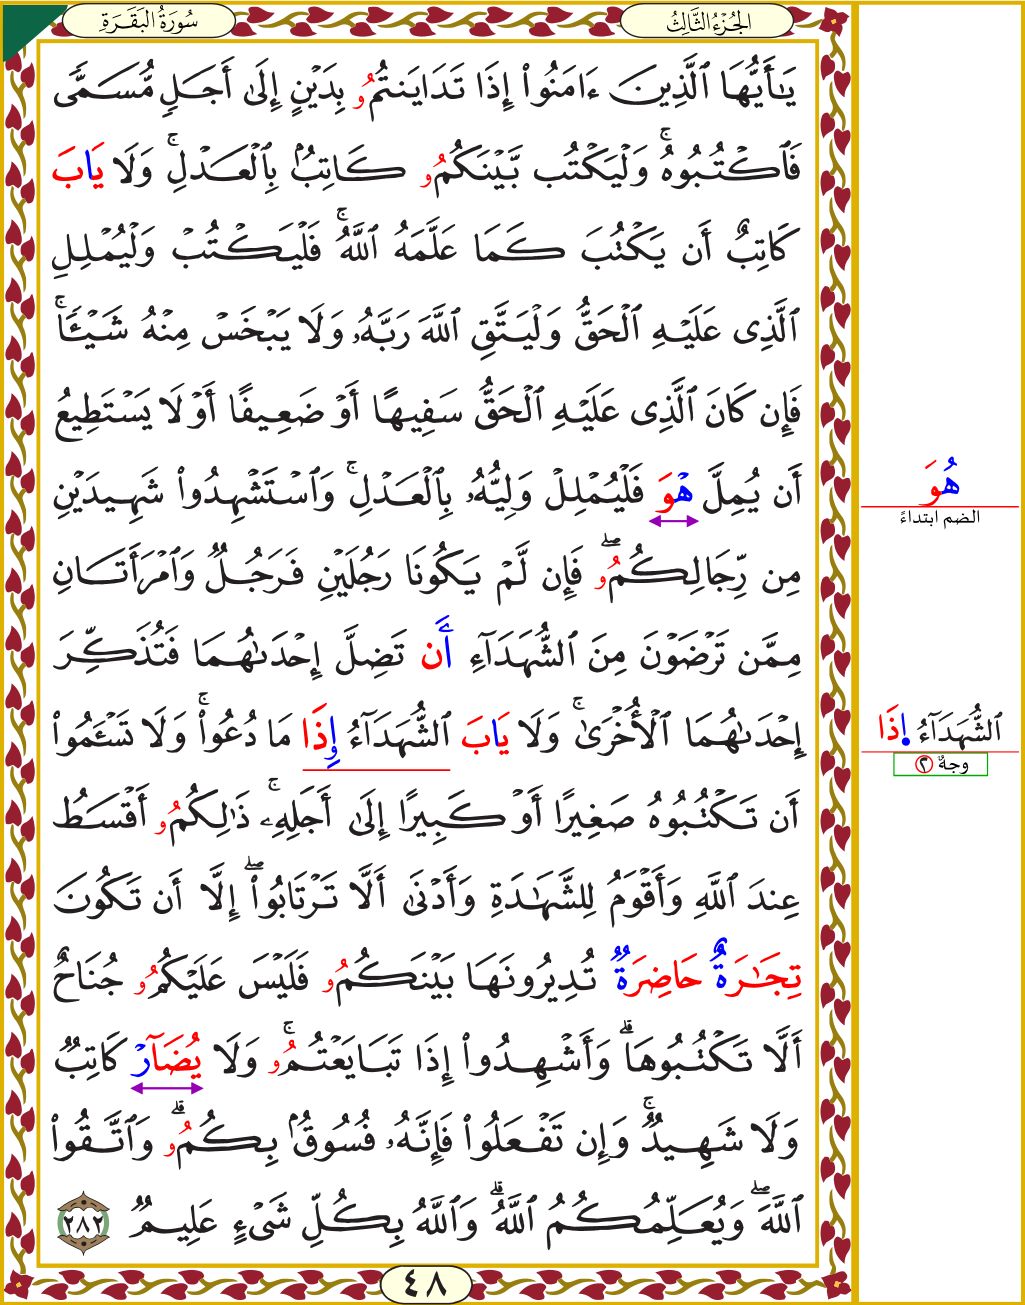 الجُزْءُ الثَّالِثُ
سُورَةُ البَقَرَةِ
يَٰٓأَيُّهَا ٱلَّذِينَ ءَامَنُوٓا۟ إِذَا تَدَايَنتُمُۥ بِدَيْنٍ إِلَىٰٓ أَجَلٍ مُّسَمًّى
فَٱكْتُبُوهُ ۚ وَلْيَكْتُب بَّيْنَكُمُۥ كَاتِبٌۢ بِٱلْعَدْلِ ۚ وَلَا يَابَ
كَاتِبٌ أَن يَكْتُبَ كَمَا عَلَّمَهُ ٱللَّهُ ۚ فَلْيَكْتُبْ وَلْيُمْلِلِ
ٱلَّذِى عَلَيْهِ ٱلْحَقُّ وَلْيَتَّقِ ٱللَّهَ رَبَّهُۥ وَلَا يَبْخَسْ مِنْهُ شَيْـًٔا ۚ
فَإِن كَانَ ٱلَّذِى عَلَيْهِ ٱلْحَقُّ سَفِيهًا أَوْ ضَعِيفًا أَوْ لَا يَسْتَطِيعُ
أَن يُمِلَّ هْوَ فَلْيُمْلِلْ وَلِيُّهُۥ بِٱلْعَدْلِ ۚ وَٱسْتَشْهِدُوا۟ شَهِيدَيْنِ
مِن رِّجَالِكُمُۥ ۖ فَإِن لَّمْ يَكُونَا رَجُلَيْنِ فَرَجُلٌ وَٱمْرَأَتَانِ
مِمَّن تَرْضَوْنَ مِنَ ٱلشُّهَدَآءِ أَن تَضِلَّ إِحْدَىٰهُمَا فَتُذَكِّرَ
إِحْدَىٰهُمَا ٱلْأُخْرَىٰ ۚ وَلَا يَابَ ٱلشُّهَدَآءُ وِذَا مَا دُعُوا۟ ۚ وَلَا تَسْـَٔمُوٓا۟
أَن تَكْتُبُوهُ صَغِيرًا أَوْ كَبِيرًا إِلَىٰٓ أَجَلِهِۦ ۚ ذَٰلِكُمُۥ أَقْسَطُ
عِندَ ٱللَّهِ وَأَقْوَمُ لِلشَّهَٰدَةِ وَأَدْنَىٰٓ أَلَّا تَرْتَابُوٓا۟ ۖ إِلَّآ أَن تَكُونَ
تِجَٰرَةٌ حَاضِرَةٌ تُدِيرُونَهَا بَيْنَكُمُۥ فَلَيْسَ عَلَيْكُمُۥ جُنَاحٌ
أَلَّا تَكْتُبُوهَا ۗ وَأَشْهِدُوٓا۟ إِذَا تَبَايَعْتُمُۥ ۚ وَلَا يُضَآرْ كَاتِبٌ
وَلَا شَهِيدٌ ۚ وَإِن تَفْعَلُوا۟ فَإِنَّهُۥ فُسُوقٌۢ بِكُمُۥ ۗ وَٱتَّقُوا۟
ٱللَّهَ ۖ وَيُعَلِّمُكُمُ ٱللَّهُ ۗ وَٱللَّهُ بِكُلِّ شَىْءٍ عَلِيمٌ ٢٨٢
هُوَ
الضم ابتداءً
ٱلشُّهَدَآءُ ا۪ذَا
وجهٌ ٢
٤٨